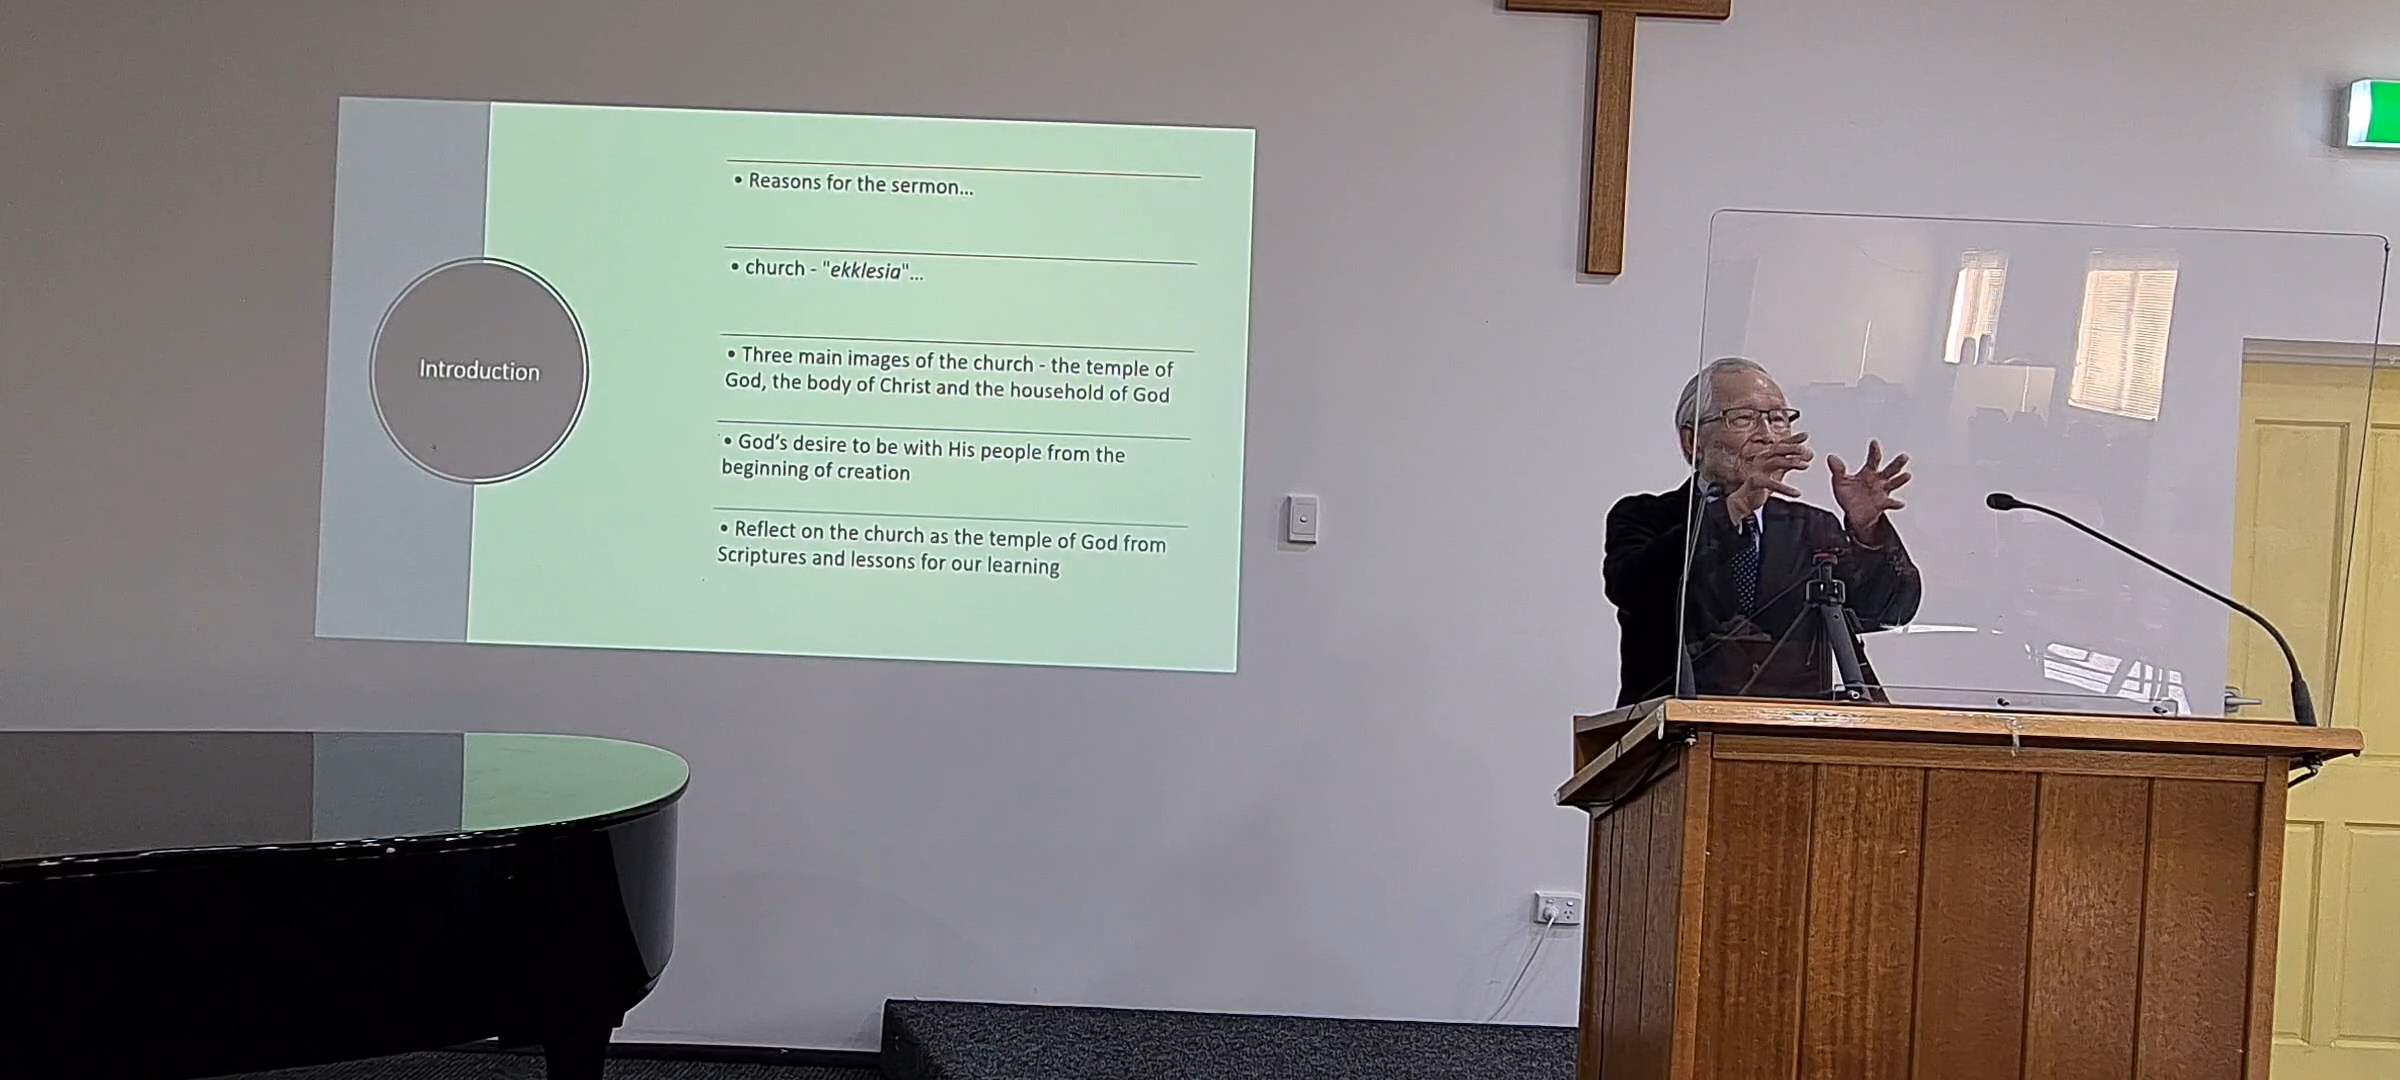 Introduction
• Reasons for the sermon...
• church - "ekklesia"...
• Three main images of the church - the temple of
God, the body of Christ and the household of God
• God's desire to be with His people from the
beginning of creation
• Reflect on the church as the temple of God from
Scriptures and lessons for our learning